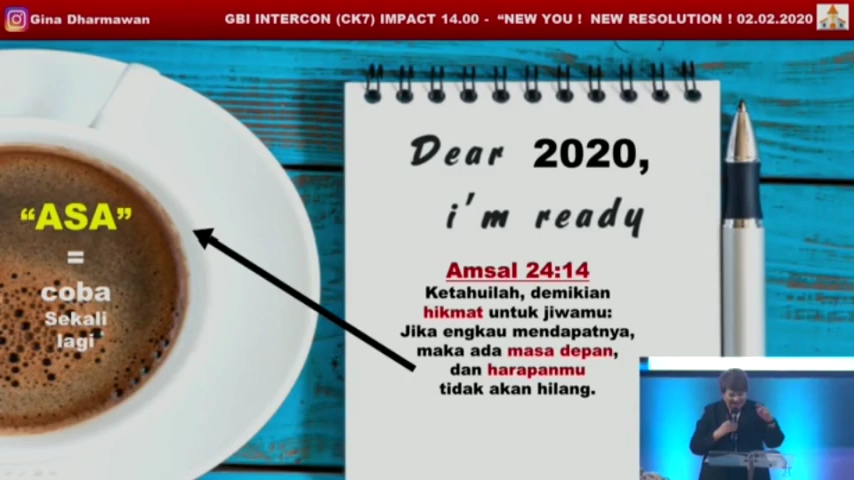 Gina Dharmawan
GBI INTERCON (CK7) IMPACT 14.00 - “NEW YOU ! NEW RESOLUTION ! 02.02.2020
Dear 2020,
i'm ready
“ASA”
=
coba
Sekali
lagi
Amsal 24:14
Ketahuilah, demikian
hikmat untuk jiwamu:
Jika engkau mendapatnya,
maka ada masa depan,
dan harapanmu
tidak akan hilang.